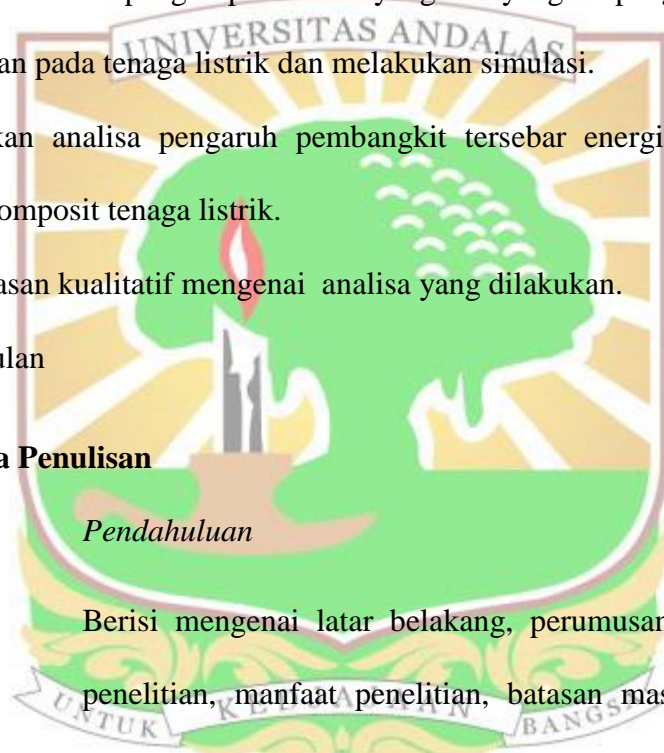 UNIVERSITAS ANDALAS
an pada tenaga listrik dan melakukan simulasi.
kan analisa pengaruh pembangkit tersebar energi
omposit tenaga listrik.
asan kualitatif mengenai analisa yang dilakukan.
ulan
a Penulisan
Pendahuluan
Berisi mengenai latar belakang, perumusan
penelitian, manfaat penelitian, batasan mas
UNTUK KEDJAJAAN BANGSA